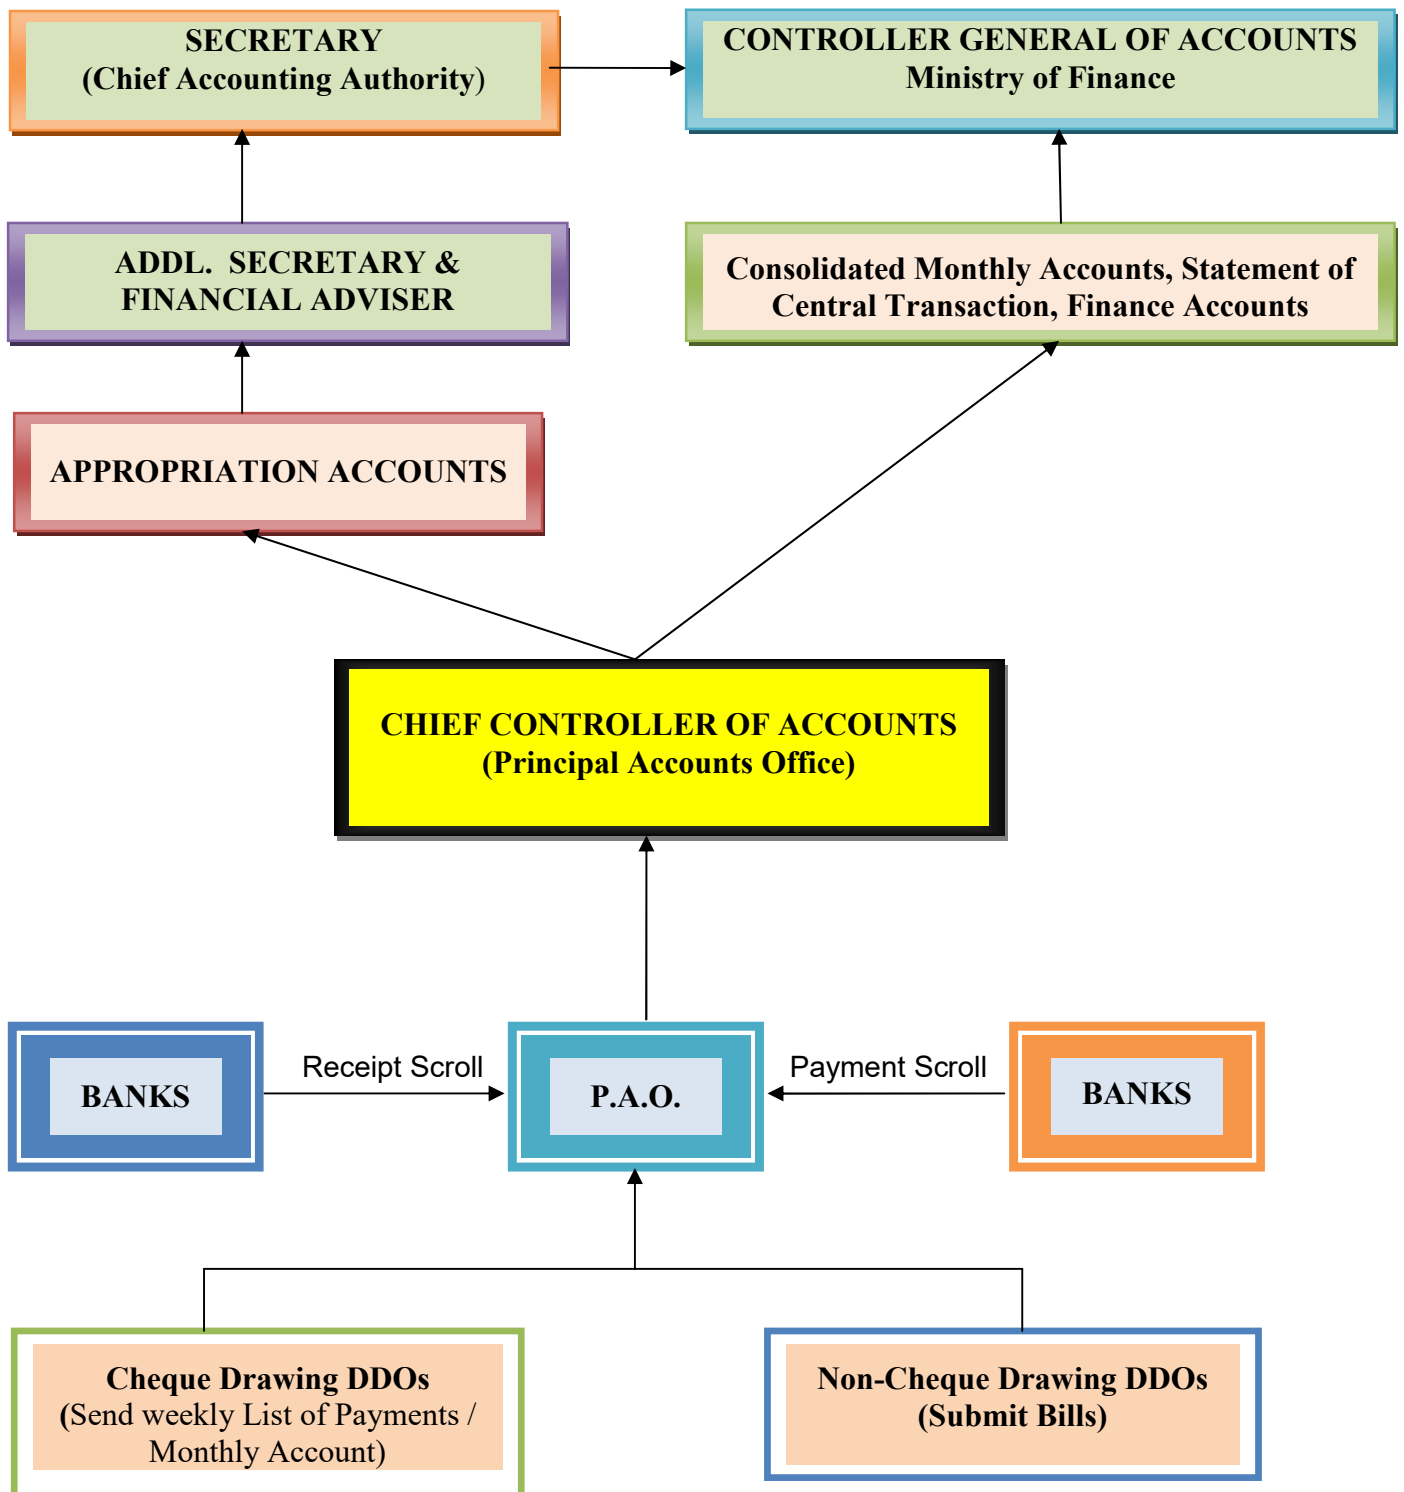 SECRETARY
(Chief Accounting Authority)
CONTROLLER GENERAL OF ACCOUNTS
Ministry of Finance
ADDL. SECRETARY &
FINANCIAL ADVISER
Consolidated Monthly Accounts, Statement of
Central Transaction, Finance Accounts
APPROPRIATION ACCOUNTS
CHIEF CONTROLLER OF ACCOUNTS
(Principal Accounts Office)
BANKS
Receipt Scroll
P.A.O.
Payment Scroll
BANKS
Cheque Drawing DDOs
(Send weekly List of Payments /
Monthly Account)
Non-Cheque Drawing DDOs
(Submit Bills)